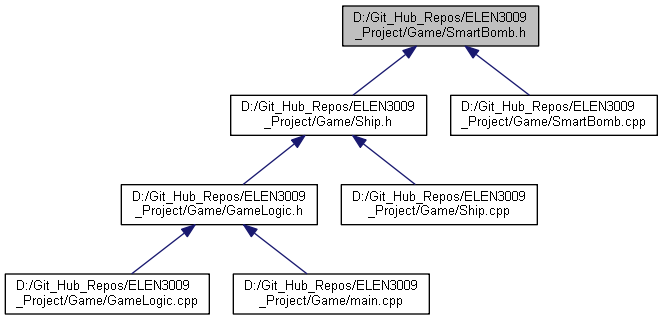 D:/Git_Hub_Repos/ELEN3009
_Project/Game/SmartBomb.h
D:/Git_Hub_Repos/ELEN3009
_Project/Game/Ship.h
D:/Git_Hub_Repos/ELEN3009
_Project/Game/SmartBomb.cpp
D:/Git_Hub_Repos/ELEN3009
_Project/Game/GameLogic.h
D:/Git_Hub_Repos/ELEN3009
_Project/Game/Ship.cpp
D:/Git_Hub_Repos/ELEN3009
_Project/Game/GameLogic.cpp
D:/Git_Hub_Repos/ELEN3009
_Project/Game/main.cpp